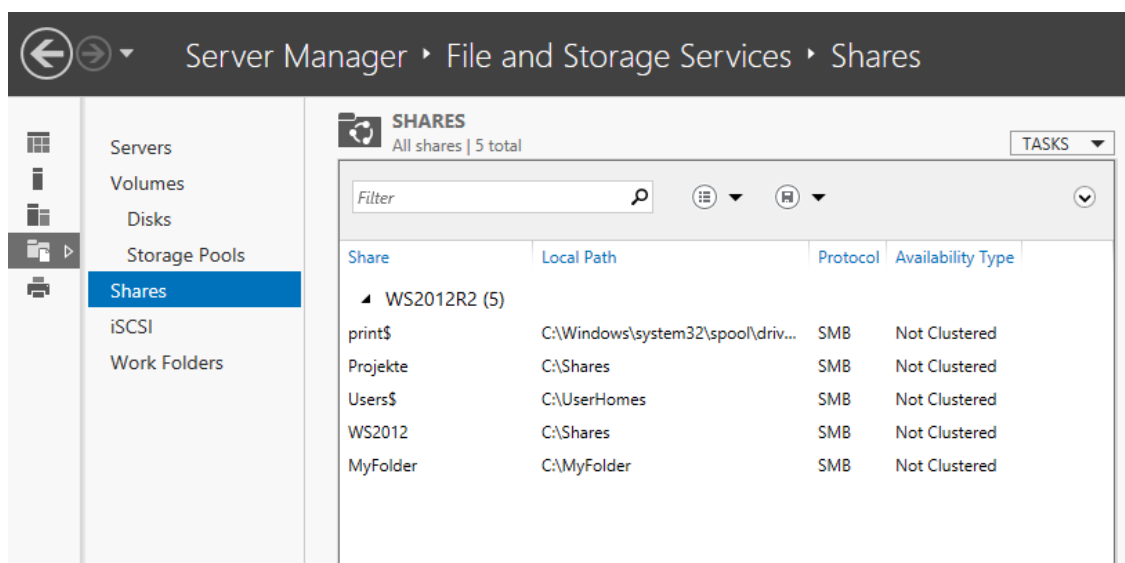 Server Manager ‣ File and Storage Services ‣ Shares
Servers
Volumes
Disks
Storage Pools
Shares
iSCSI
Work Folders
SHARES
All shares | 5 total
TASKS
Filter
Share Local Path Protocol Availability Type
WS2012R2 (5)
print$ C:\Windows\system32\spool\driv... SMB Not Clustered
Projekte C:\Shares SMB Not Clustered
Users$ C:\UserHomes SMB Not Clustered
WS2012 C:\Shares SMB Not Clustered
MyFolder C:\MyFolder SMB Not Clustered